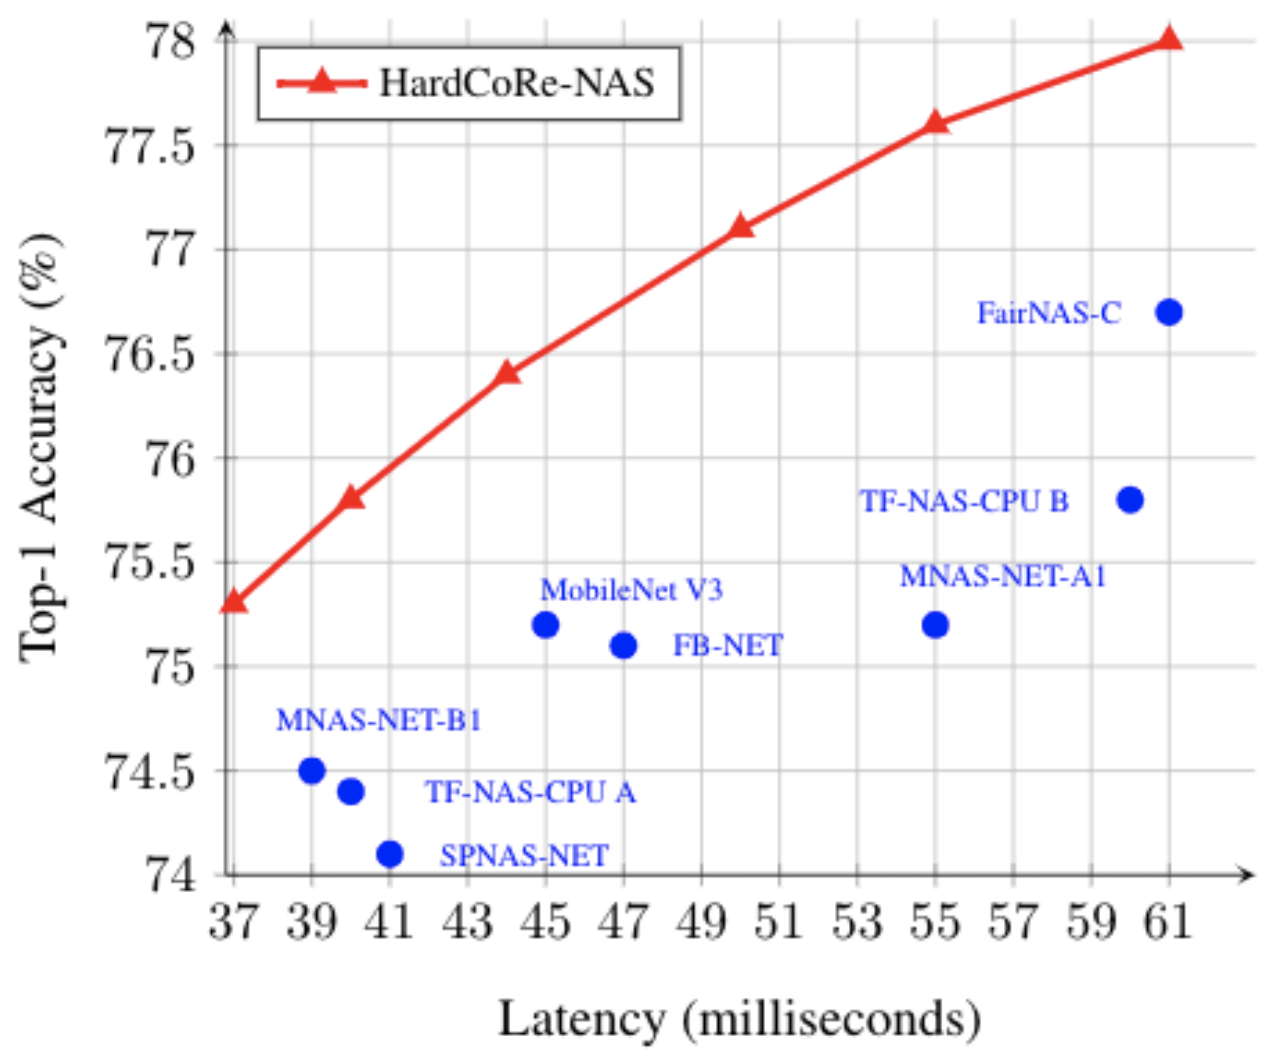 78
HardCoRe-NAS
77.5
77
FairNAS-C
76.5
76
TF-NAS-CPU B
75.5
MNAS-NET-A1
MobileNet V3
FB-NET
75
MNAS-NET-B1
74.5
TF-NAS-CPU A
SPNAS-NET
74
37 39 41 43 45 47 49 51 53 55 57 59 61
Latency (milliseconds)
Top-1 Accuracy (%)